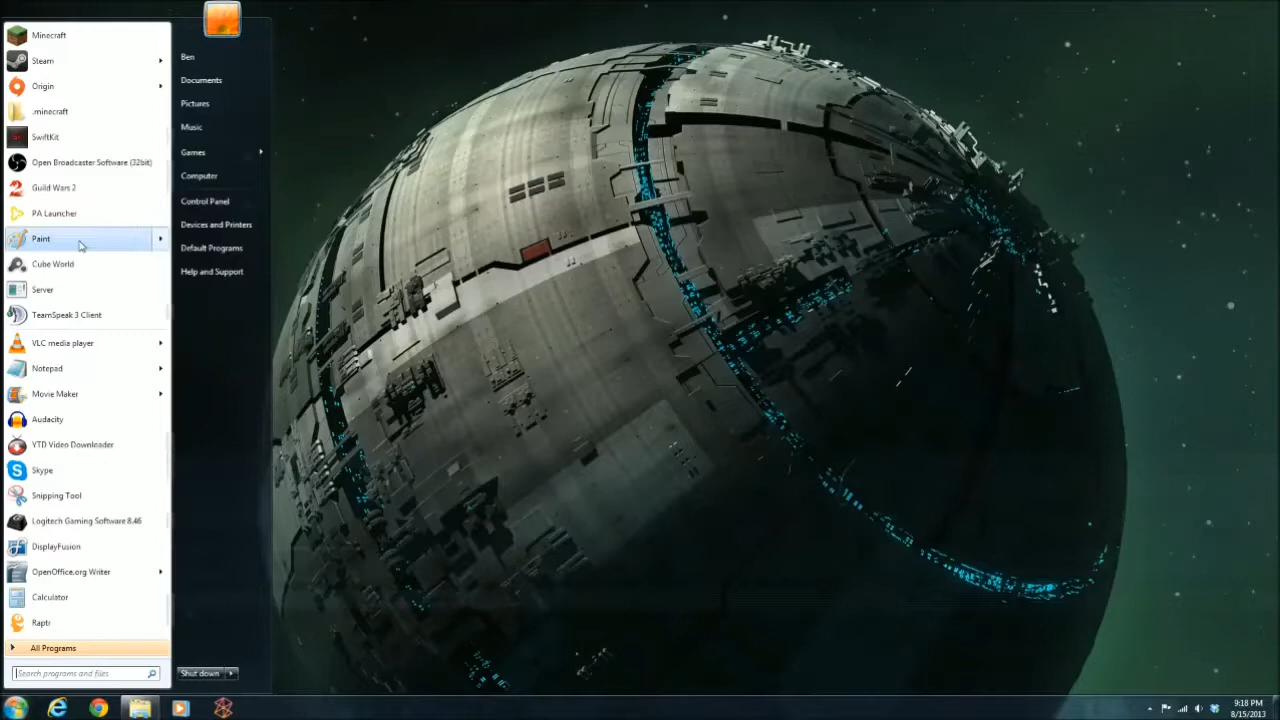 Minecraft
Steam
Origin
.minecraft
SwiftKit
Open Broadcaster Software (32bit)
Guild Wars 2
PA Launcher
Paint
Cube World
Server
TeamSpeak 3 Client
VLC media player
Notepad
Movie Maker
Audacity
YTD Video Downloader
Skype
Snipping Tool
Logitech Gaming Software 8.46
DisplayFusion
OpenOffice.org Writer
Calculator
Raptr
All Programs
Search programs and files
Ben
Documents
Pictures
Music
Games
Computer
Control Panel
Devices and Printers
Default Programs
Help and Support
Shut down
9:18 PM
8/15/2013